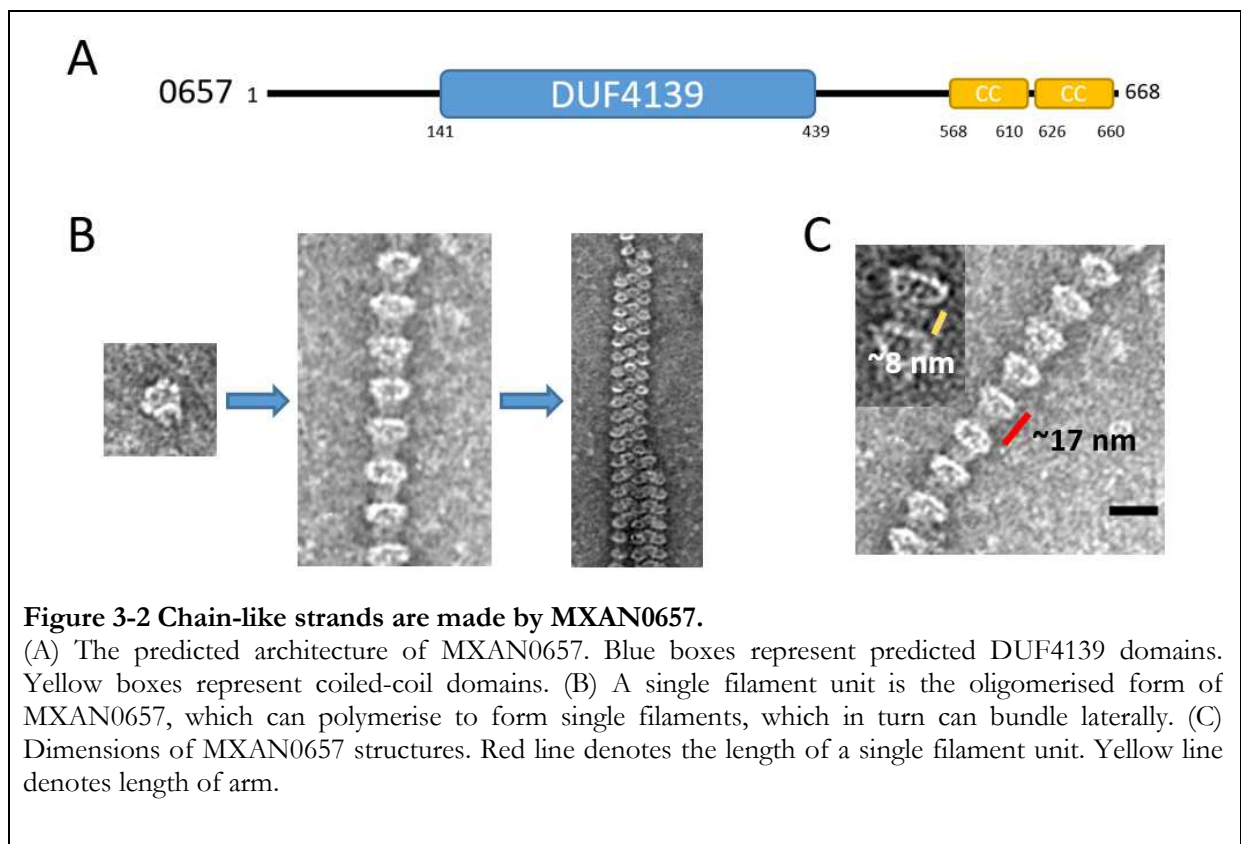 A
0657 1 DUF4139 CC CC 668
141 439 568 610 626 660
B
C
~8 nm
~17 nm
Figure 3-2 Chain-like strands are made by MXAN0657.
(A) The predicted architecture of MXAN0657. Blue boxes represent predicted DUF4139 domains.
Yellow boxes represent coiled-coil domains. (B) A single filament unit is the oligomerised form of
MXAN0657, which can polymerise to form single filaments, which in turn can bundle laterally. (C)
Dimensions of MXAN0657 structures. Red line denotes the length of a single filament unit. Yellow line
denotes length of arm.